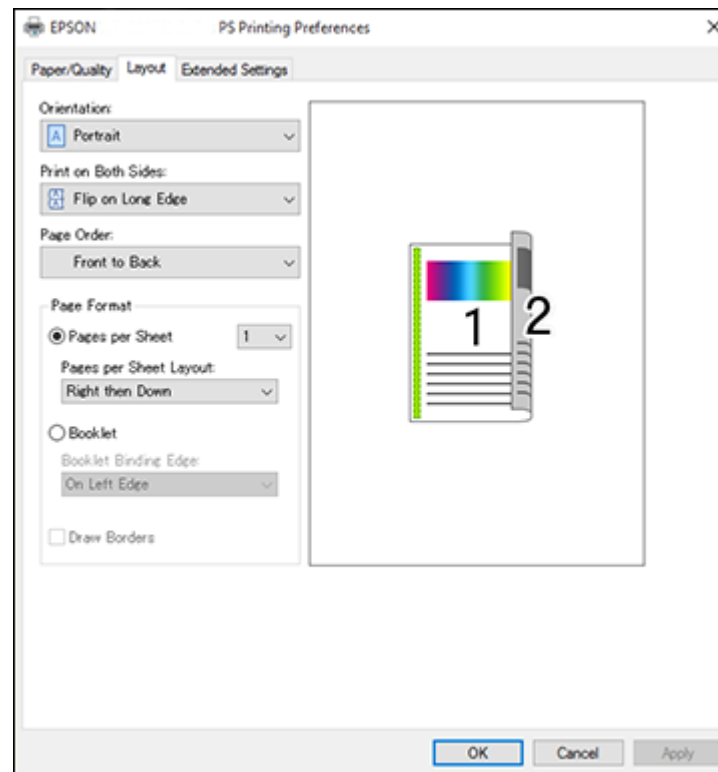 EPSON PS Printing Preferences
Paper/Quality Layout Extended Settings
Orientation:
A Portrait
Print on Both Sides:
Flip on Long Edge
Page Order:
Front to Back
Page Format
Pages per Sheet 1
Pages per Sheet Layout:
Right then Down
Booklet
Booklet Binding Edge:
On Left Edge
Draw Borders
1 2
OK Cancel Apply